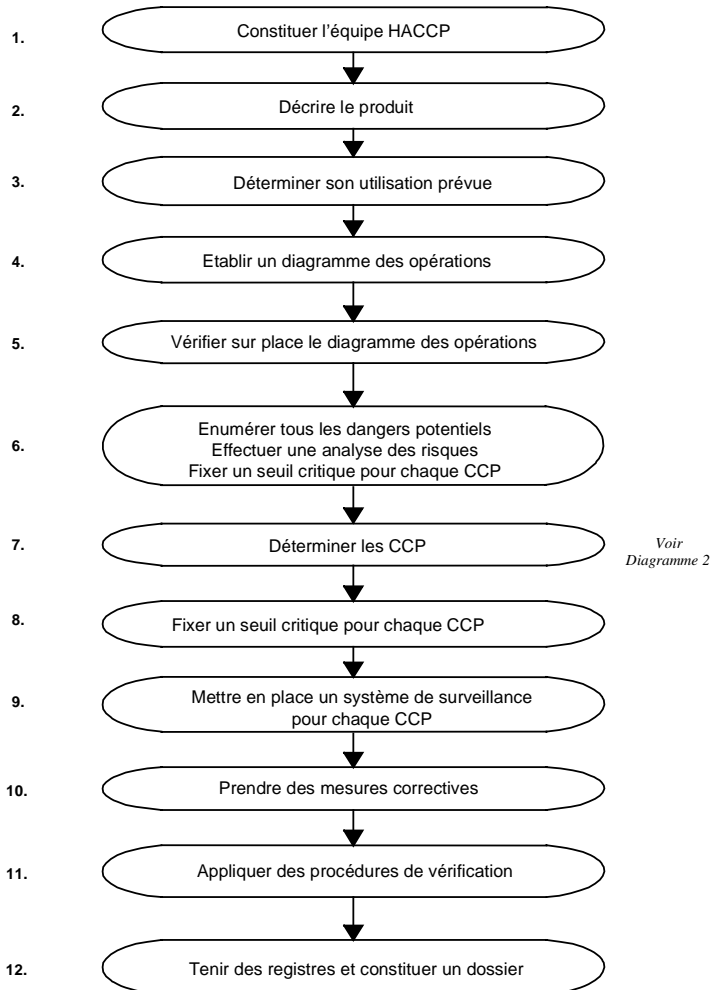 1. Constituer l'équipe HACCP
2. Décrire le produit
3. Déterminer son utilisation prévue
4. Etablir un diagramme des opérations
5. Vérifier sur place le diagramme des opérations
6. Enumérer tous les dangers potentiels
Effectuer une analyse des risques
Fixer un seuil critique pour chaque CCP
7. Déterminer les CCP
Voir
Diagramme 2
8. Fixer un seuil critique pour chaque CCP
9. Mettre en place un système de surveillance
pour chaque CCP
10. Prendre des mesures correctives
11. Appliquer des procédures de vérification
12. Tenir des registres et constituer un dossier